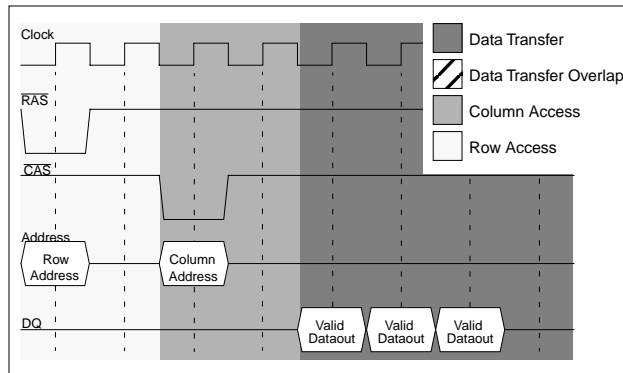 Clock
RAS
CAS
Address
Row
Address
Column
Address
DQ
Valid
Dataout
Valid
Dataout
Valid
Dataout
Data Transfer
Data Transfer Overlap
Column Access
Row Access